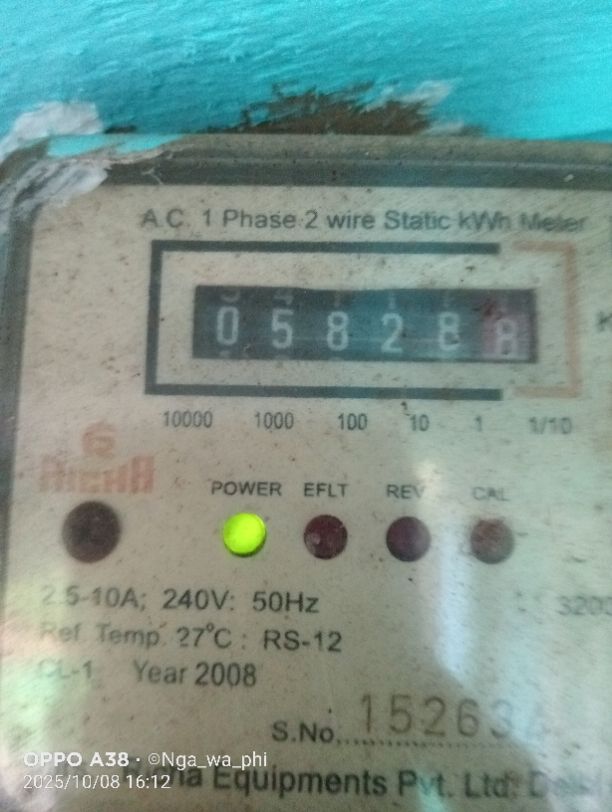 A.C. 1 Phase 2 wire Static kWh Meter
0 5 8 2 8 8
10000 1000 100 10 1 1/10
POWER EFLT REV CAL
2.5-10A; 240V: 50Hz
Ref. Temp. 27°C : RS-12
CL-1 Year 2008
S.No.
OPPO A38 · ©Nga_wa_phi
2025/10/08 16:12
Equipments Pvt. Ltd.